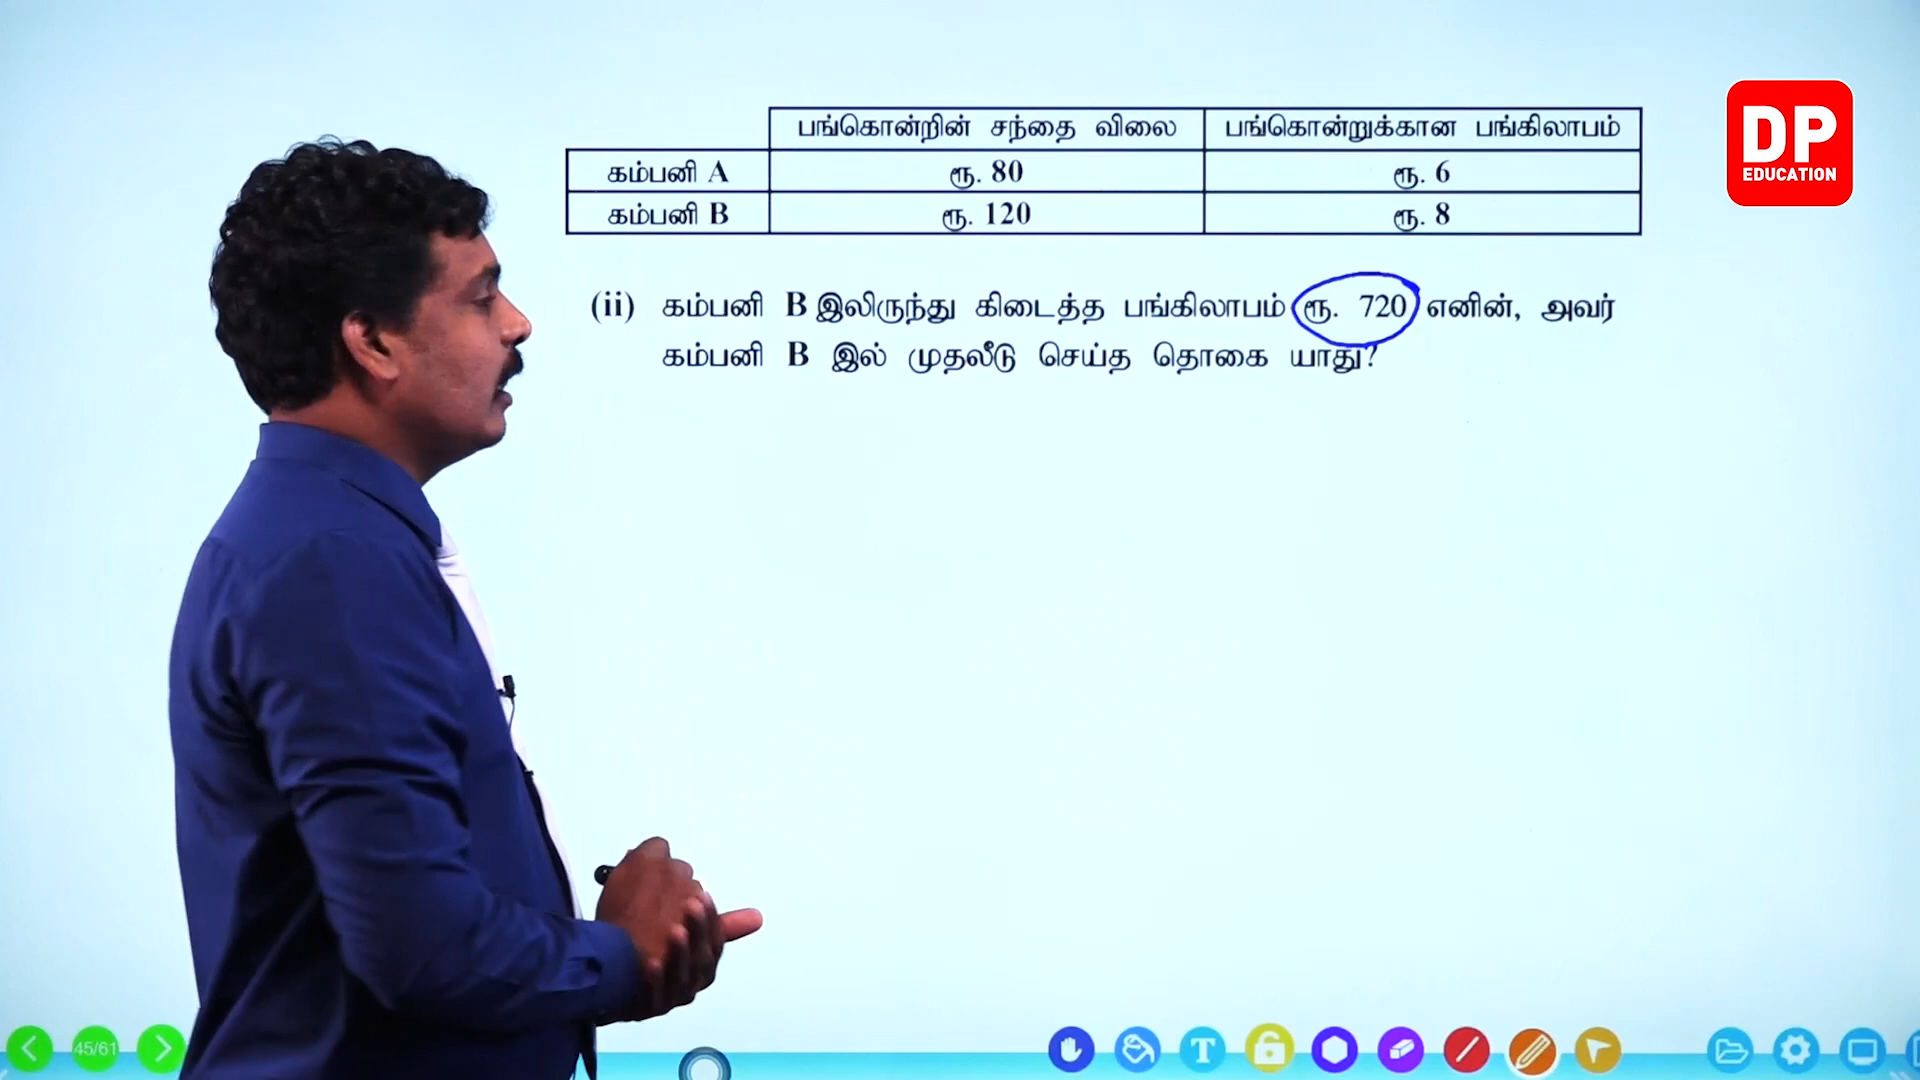 பங்கொன்றின் சந்தை விலை பங்கொன்றுக்கான பங்கிலாபம்
கம்பனி A ரூ. 80 ரூ. 6
கம்பனி B ரூ. 120 ரூ. 8
DP
EDUCATION
(ii) கம்பனி B இலிருந்து கிடைத்த பங்கிலாபம் ரூ. 720 எனின், அவர்
கம்பனி B இல் முதலீடு செய்த தொகை யாது?
45/61
T